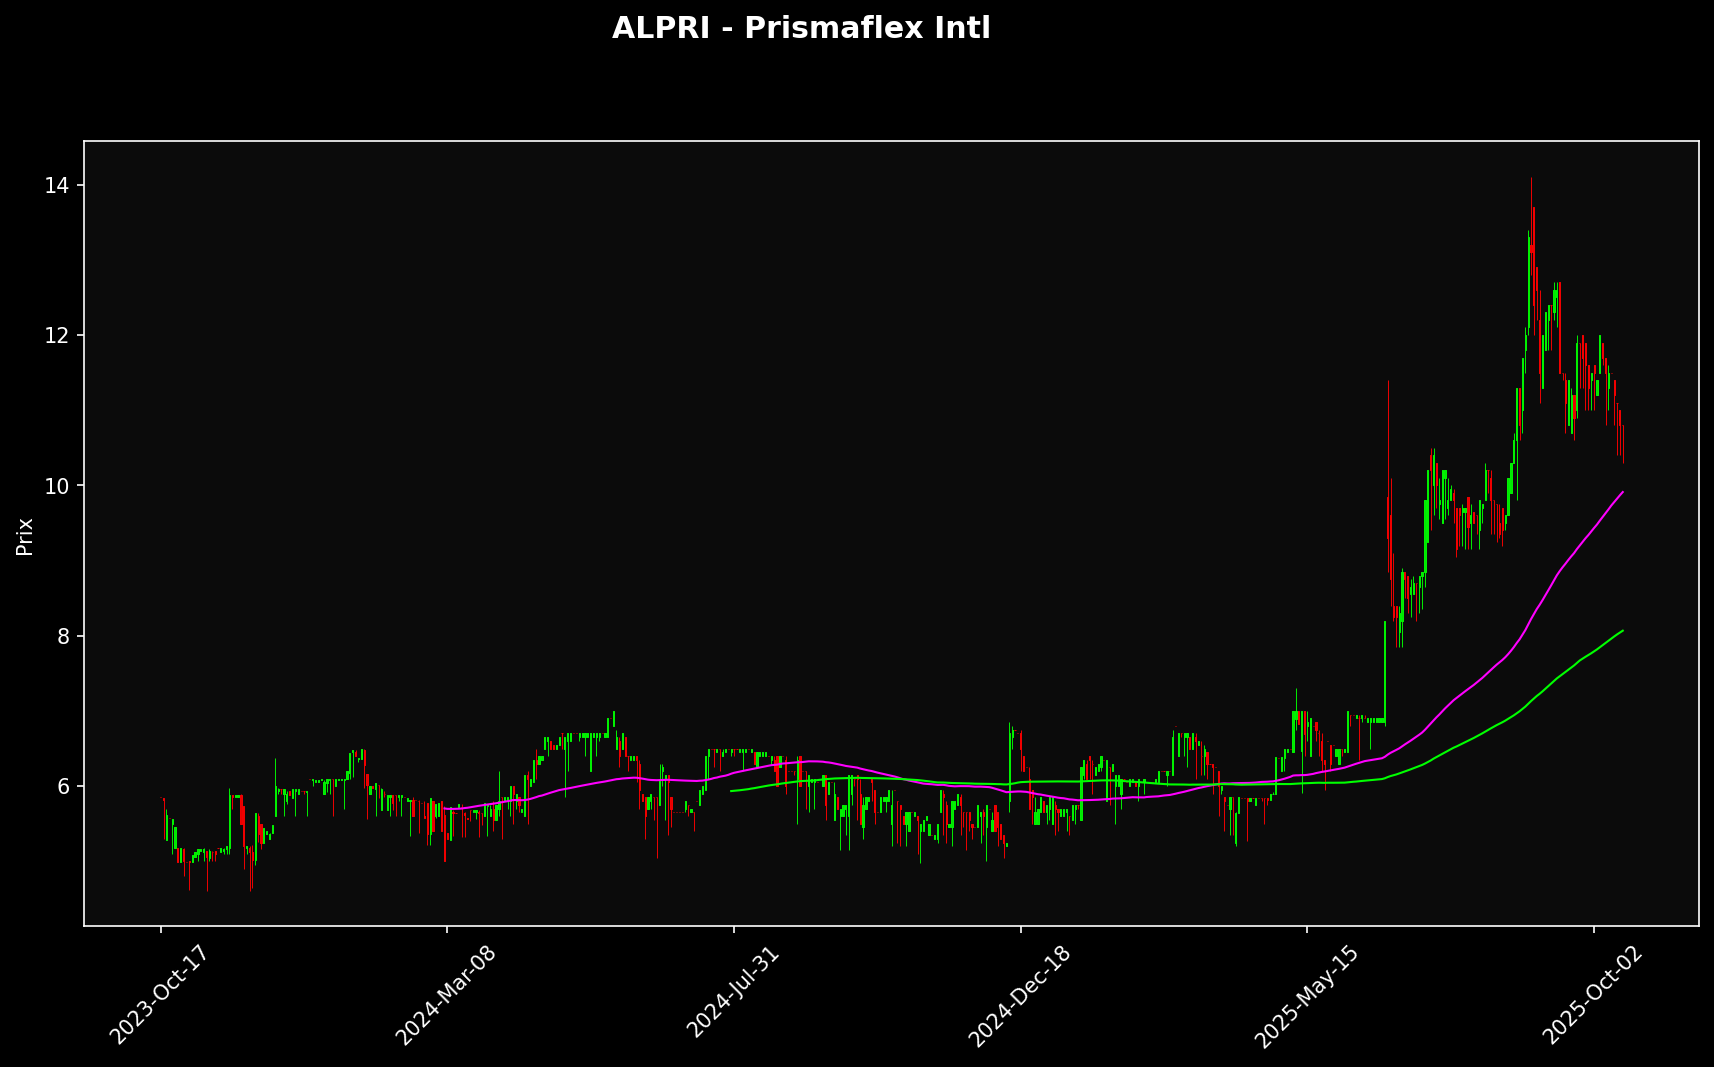 ALPRI - Prismaflex Intl
Prix
14
12
10
8
6
2023-Oct-17
2024-Mar-08
2024-Jul-31
2024-Dec-18
2025-May-15
2025-Oct-02